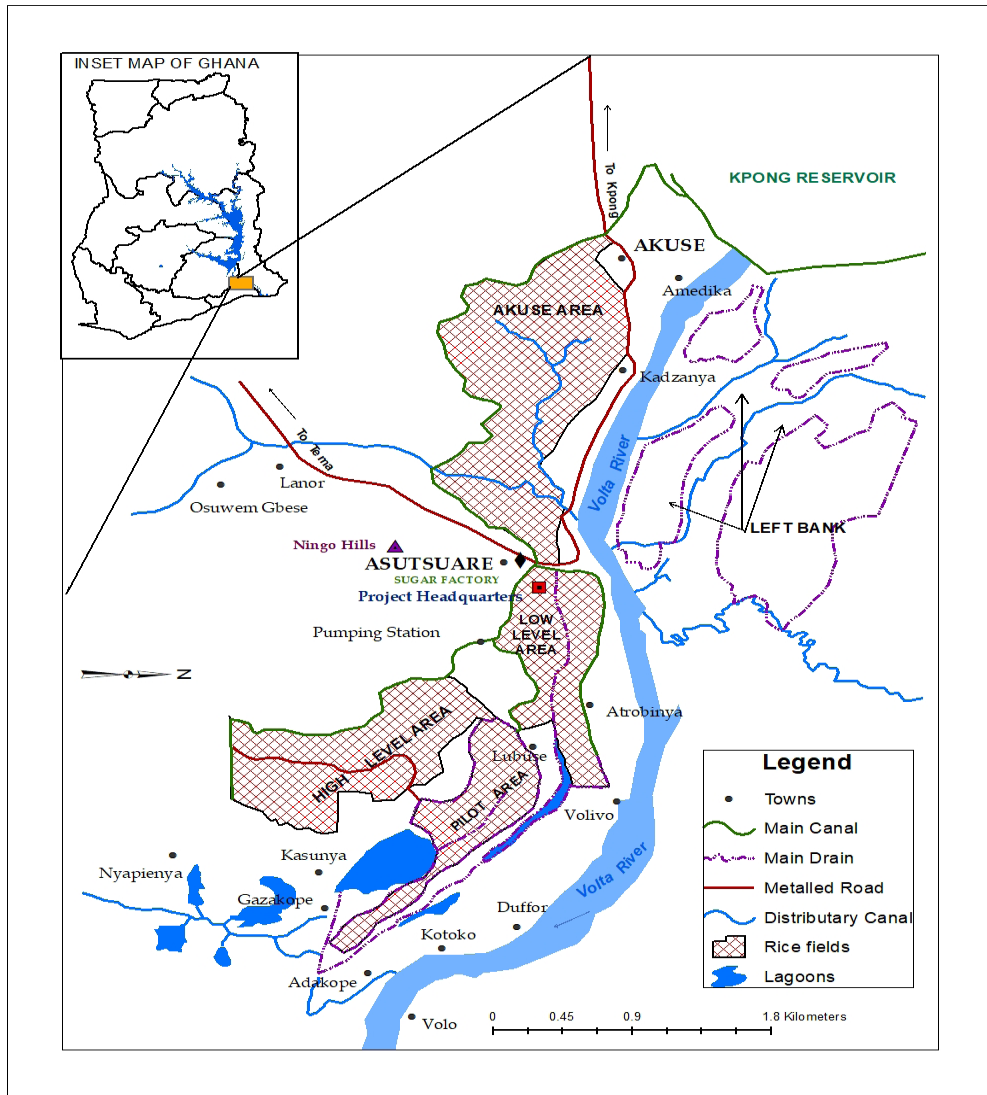 INSET MAP OF GHANA
To Kpong
KPONG RESERVOIR
AKUSE
Amedika
AKUSE AREA
Kadzanya
To Tema
Lanor
Osuwem Gbese
Volta River
LEFT BANK
Ningo Hills
ASUTSUARE
SUGAR FACTORY
Project Headquarters
LOW
LEVEL
AREA
Pumping Station
N
Atrobinya
HIGH LEVEL AREA
Lubuse
PILOT AREA
Volivo
Volta River
Nyapienya
Kasunya
Gazakope
Duffor
Kotoko
Adakope
Volo
Legend
Towns
Main Canal
Main Drain
Metalled Road
Distributary Canal
Rice fields
Lagoons
0 0.45 0.9 1.8 Kilometers